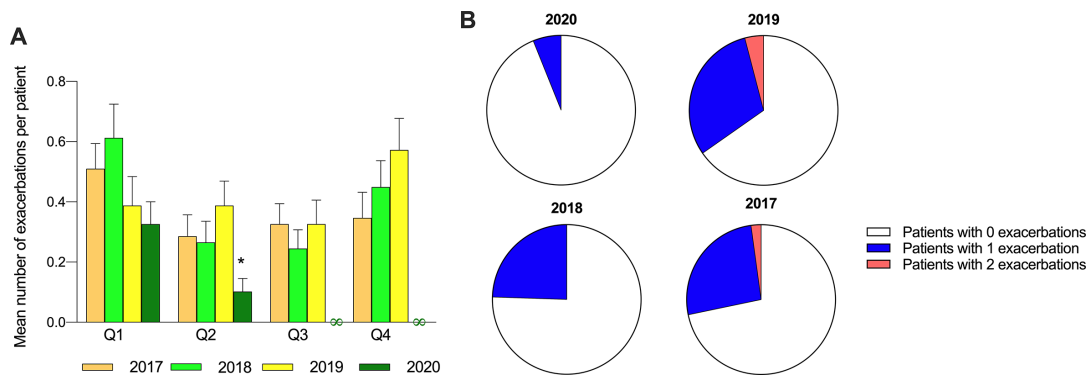 A
Mean number of exacerbations per patient
0.8
0.6
0.4
0.2
0.0
*
∞
∞
Q1 Q2 Q3 Q4
2017 2018 2019 2020
B
2020 2019
2018 2017
Patients with 0 exacerbations
Patients with 1 exacerbation
Patients with 2 exacerbations